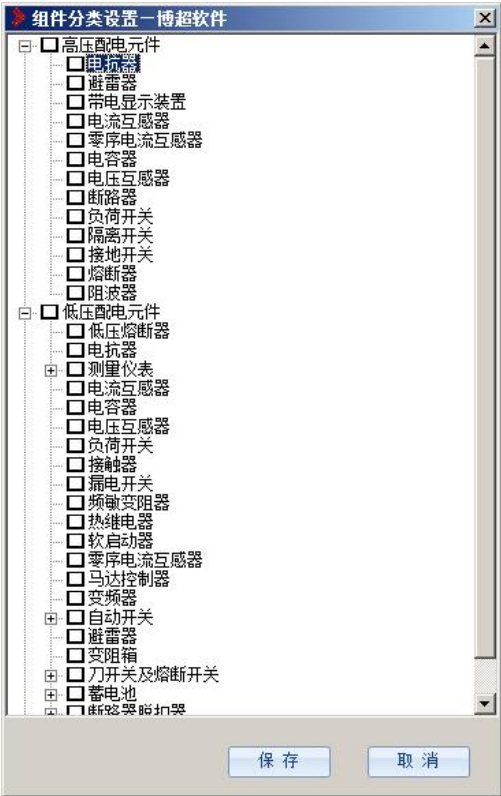 组件分类设置－博超软件
高压配电元件
电抗器
避雷器
带电显示装置
电流互感器
零序电流互感器
电容器
电压互感器
断路器
负荷开关
隔离开关
接地开关
熔断器
阻波器
低压配电元件
低压熔断器
电抗器
测量仪表
电流互感器
电容器
电压互感器
负荷开关
接触器
漏电开关
频敏变阻器
热继电器
软启动器
零序电流互感器
马达控制器
变频器
自动开关
避雷器
变阻箱
刀开关及熔断开关
蓄电池
断路器脱扣器
保存
取消